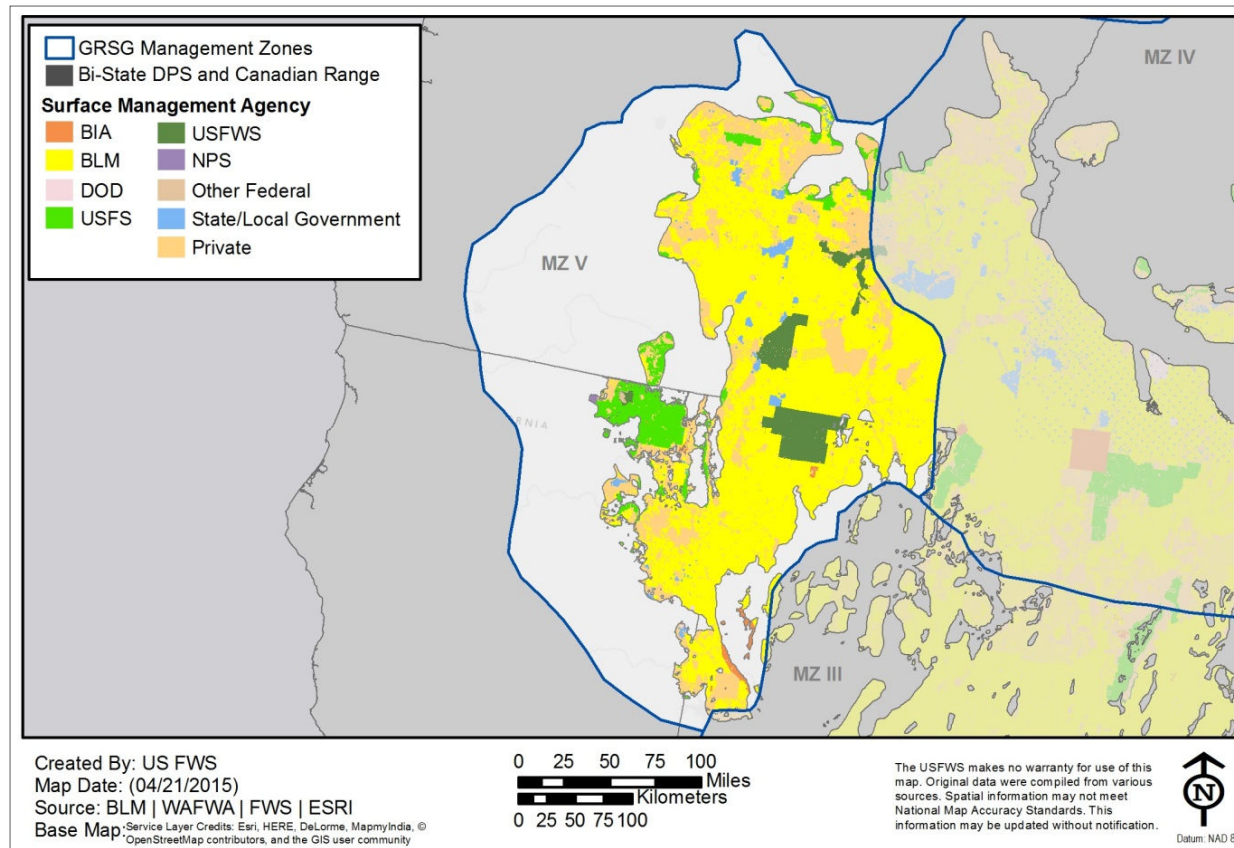 GRSG Management Zones
Bi-State DPS and Canadian Range
Surface Management Agency
BIA
USFWS
BLM
NPS
DOD
Other Federal
USFS
State/Local Government
Private
MZ IV
MZ V
RNIA
MZ III
Created By: US FWS
Map Date: (04/21/2015)
Source: BLM | WAFWA | FWS | ESRI
Base Map: Service Layer Credits: Esri, HERE, DeLorme, MapmyIndia, ©
OpenStreetMap contributors, and the GIS user community
0 25 50 75 100
Miles
Kilometers
0 25 50 75 100
The USFWS makes no warranty for use of this
map. Original data were compiled from various
sources. Spatial information may not meet
National Map Accuracy Standards. This
information may be updated without notification.
N
Datum: NAD 8